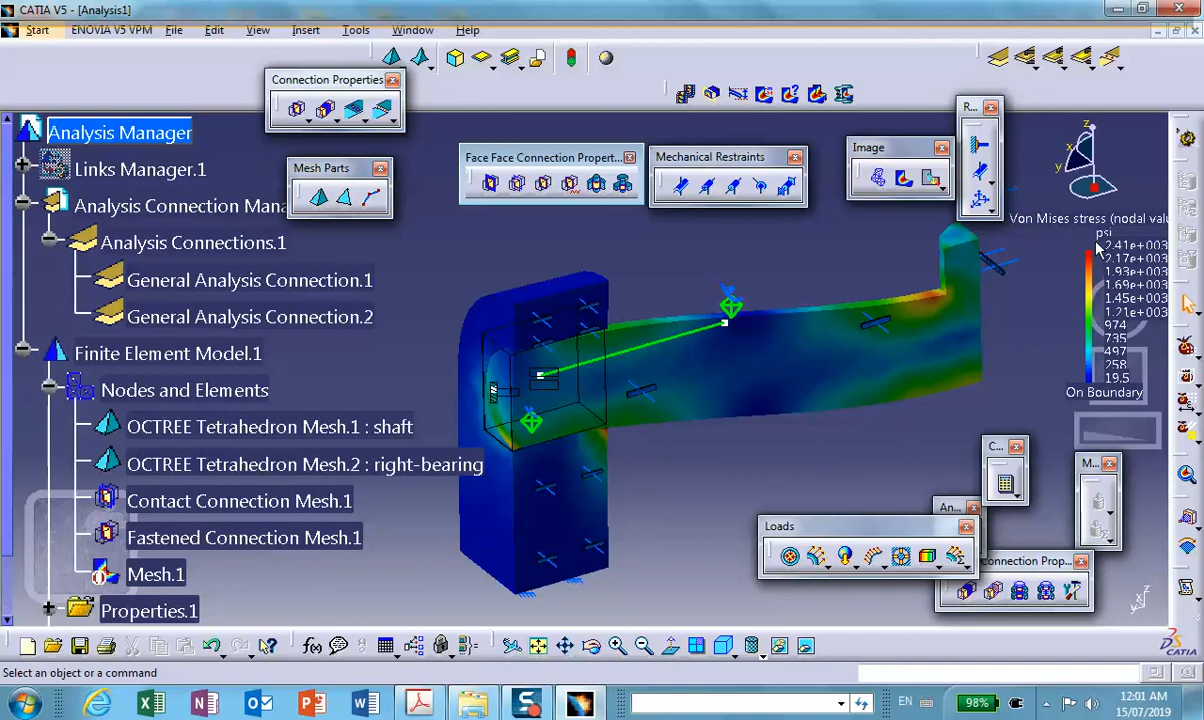 CATIA V5 - [Analysis1]
Start ENOVIA V5 VPM File Edit View Insert Tools Window Help
Connection Properties
R...
Analysis Manager
Links Manager.1
Mesh Parts
Face Face Connection Propert...
Mechanical Restraints
Image
z
x
y
Analysis Connection Mana
Von Mises stress (nodal valu
psi
2.41e+003
2.17e+003
1.93e+003
1.69e+003
1.45e+003
1.21e+003
974
735
497
258
19.5
On Boundary
Analysis Connections.1
General Analysis Connection.1
General Analysis Connection.2
Finite Element Model.1
Nodes and Elements
OCTREE Tetrahedron Mesh.1 : shaft
OCTREE Tetrahedron Mesh.2 : right-bearing
Contact Connection Mesh.1
Fastened Connection Mesh.1
Mesh.1
Properties.1
C...
M...
An...
Loads
Connection Prop...
z
x
y
f(x)
DASSAULT SYSTEMES
CATIA
Select an object or a command
EN
98%
12:01 AM
15/07/2019